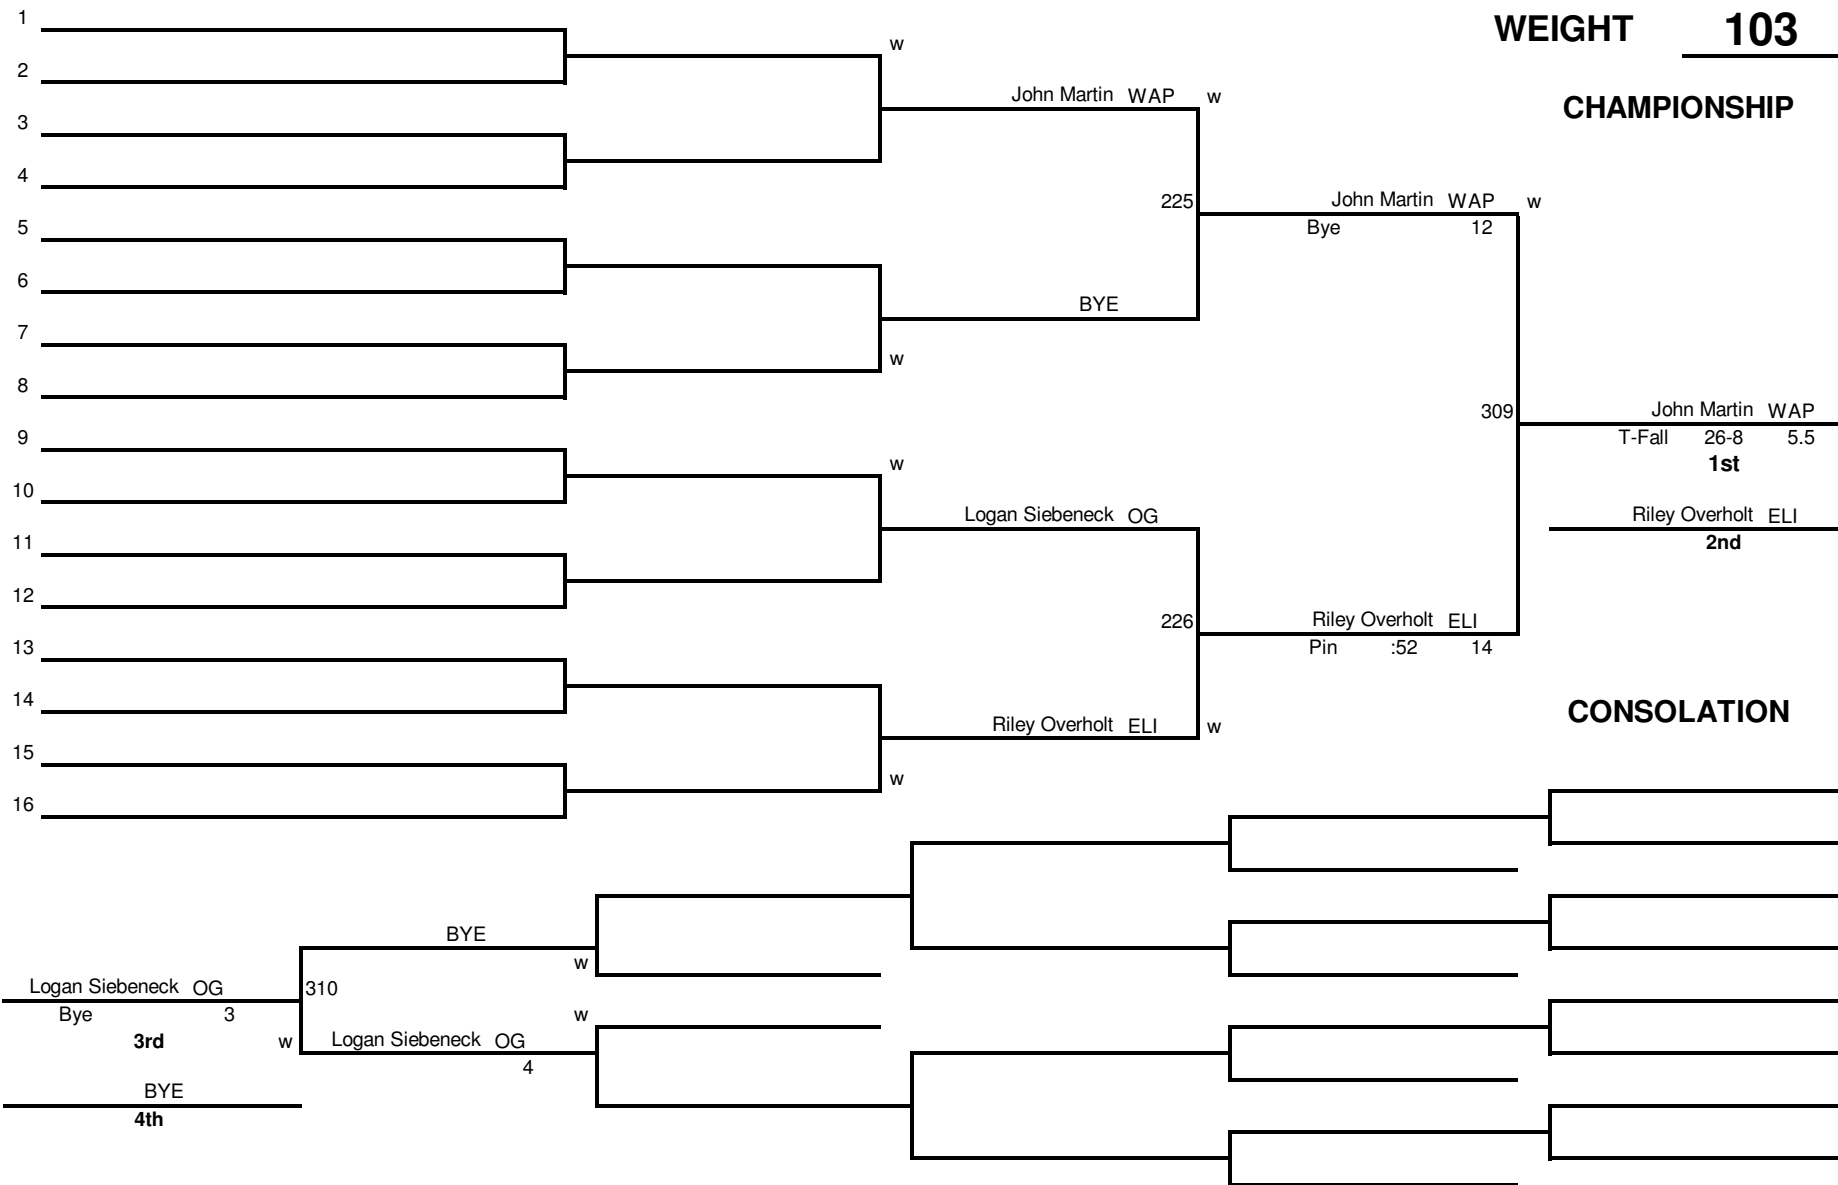 WEIGHT 103
CHAMPIONSHIP
1
2
3
4
5
6
7
8
9
10
11
12
13
14
15
16
w
w
w
w
John Martin WAP w
225
BYE
Logan Siebeneck OG
226
Riley Overholt ELI w
John Martin WAP w
Bye 12
309
Riley Overholt ELI
Pin :52 14
John Martin WAP
T-Fall 26-8 5.5
1st
Riley Overholt ELI
2nd
CONSOLATION
BYE
w
Logan Siebeneck OG 310
Bye 3
w
3rd w
Logan Siebeneck OG
4
BYE
4th